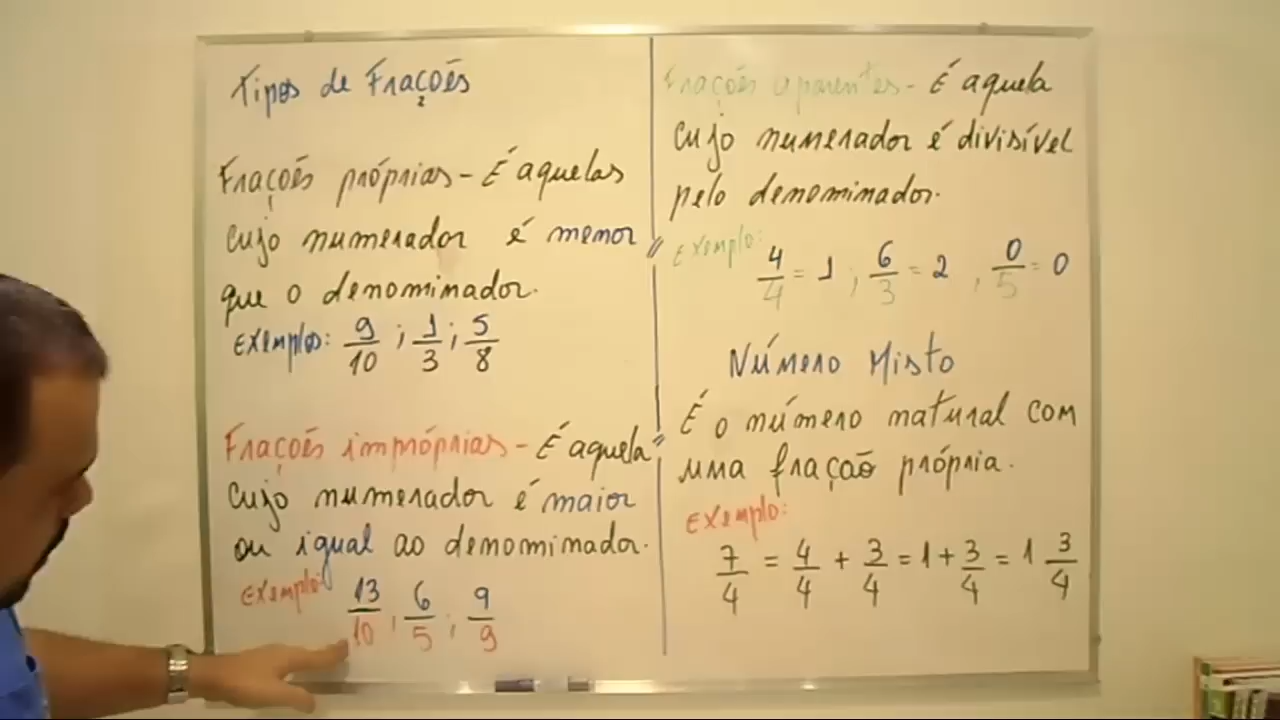 Tipos de Frações
Frações próprias - É aquelas
cujo numerador é menor
que o denominador.
Exemplos: 9/10 ; 1/3 ; 5/8
Frações impróprias - É aquela
cujo numerador é maior
ou igual ao denominador.
Exemplo: 13/10 ; 6/5 ; 9/9
Frações aparentes - É aquela
cujo numerador é divisível
pelo denominador.
Exemplo: 4/4 = 1 ; 6/3 = 2 , 0/5 = 0
Número Misto
É o número natural com
uma fração própria.
Exemplo:
7/4 = 4/4 + 3/4 = 1 + 3/4 = 1 3/4